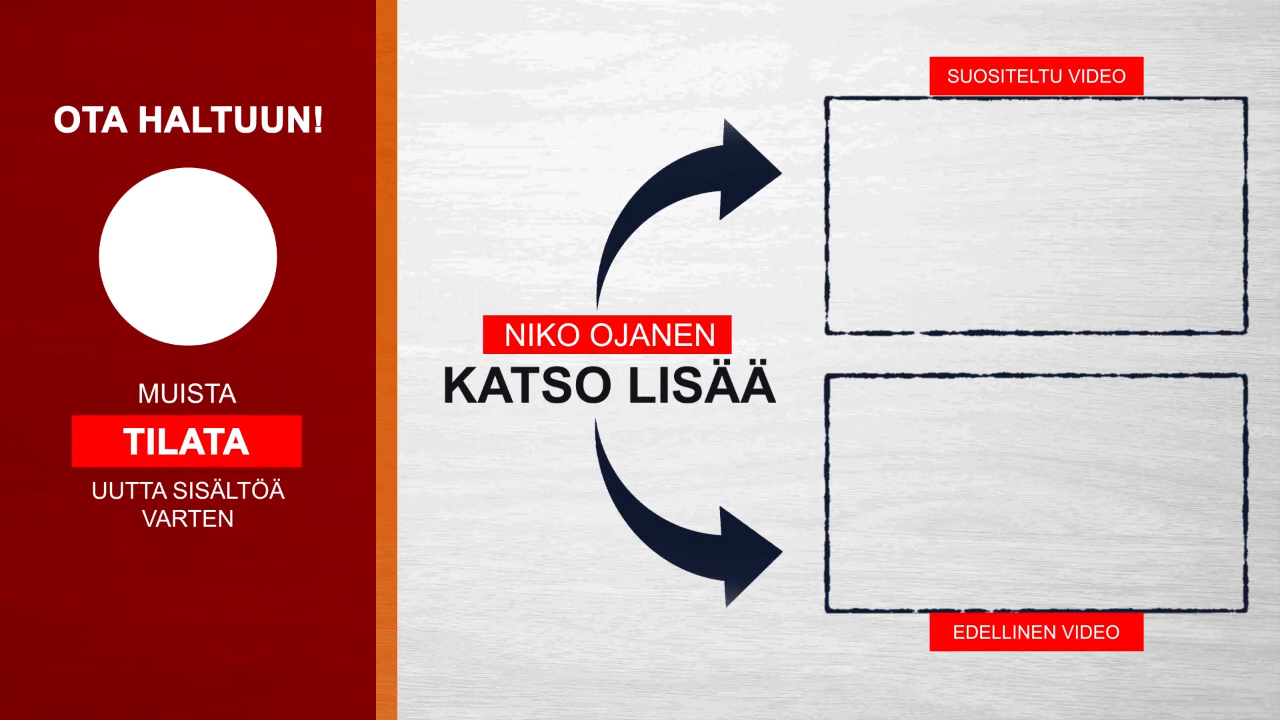 OTA HALTUUN!
MUISTA
TILATA
UUTTA SISÄLTÖÄ
VARTEN
NIKO OJANEN
KATSO LISÄÄ
SUOSITELTU VIDEO
EDELLINEN VIDEO